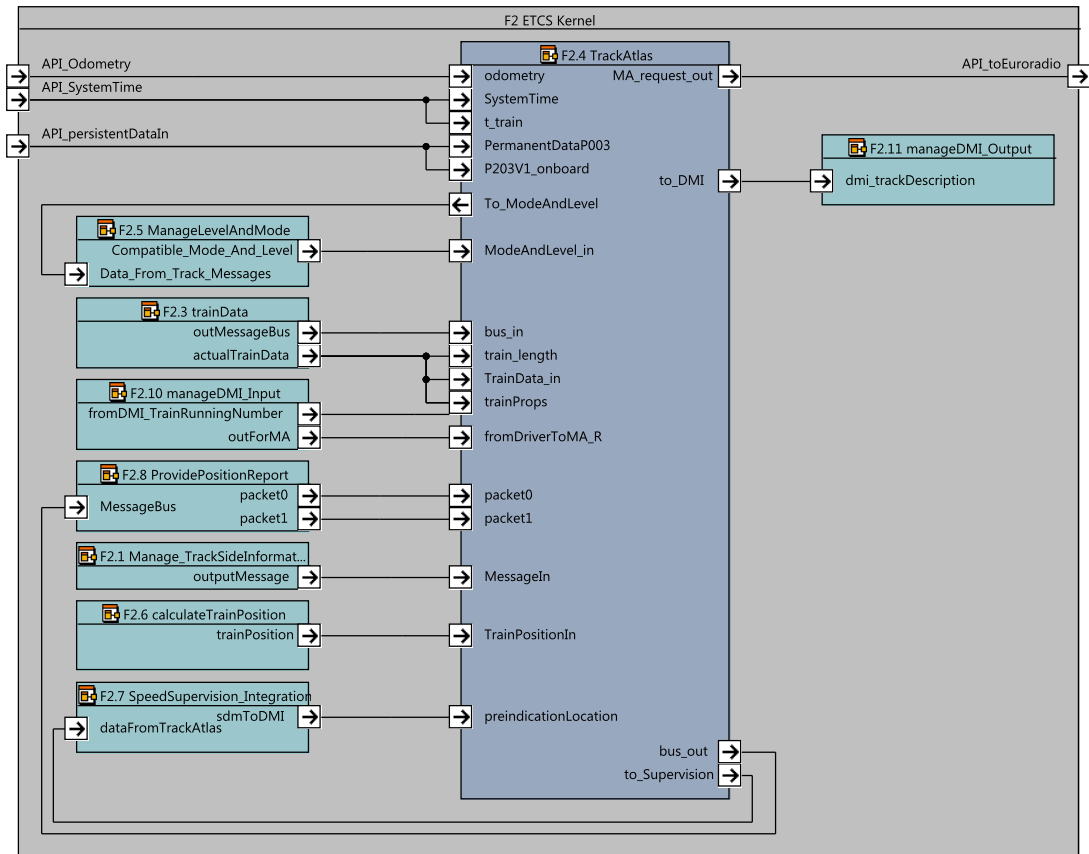 F2 ETCS Kernel
API_Odometry
API_SystemTime
API_persistentDataIn
API_toEuroradio
F2.4 TrackAtlas
odometry
MA_request_out
SystemTime
t_train
PermanentDataP003
P203V1_onboard
to_DMI
To_ModeAndLevel
ModeAndLevel_in
bus_in
train_length
TrainData_in
trainProps
fromDriverToMA_R
packet0
packet1
MessageIn
TrainPositionIn
preindicationLocation
bus_out
to_Supervision
F2.11 manageDMI_Output
dmi_trackDescription
F2.5 ManageLevelAndMode
Compatible_Mode_And_Level
Data_From_Track_Messages
F2.3 trainData
outMessageBus
actualTrainData
F2.10 manageDMI_Input
fromDMI_TrainRunningNumber
outForMA
F2.8 ProvidePositionReport
packet0
MessageBus
packet1
F2.1 Manage_TrackSideInformat...
outputMessage
F2.6 calculateTrainPosition
trainPosition
F2.7 SpeedSupervision_Integration
sdmToDMI
dataFromTrackAtlas